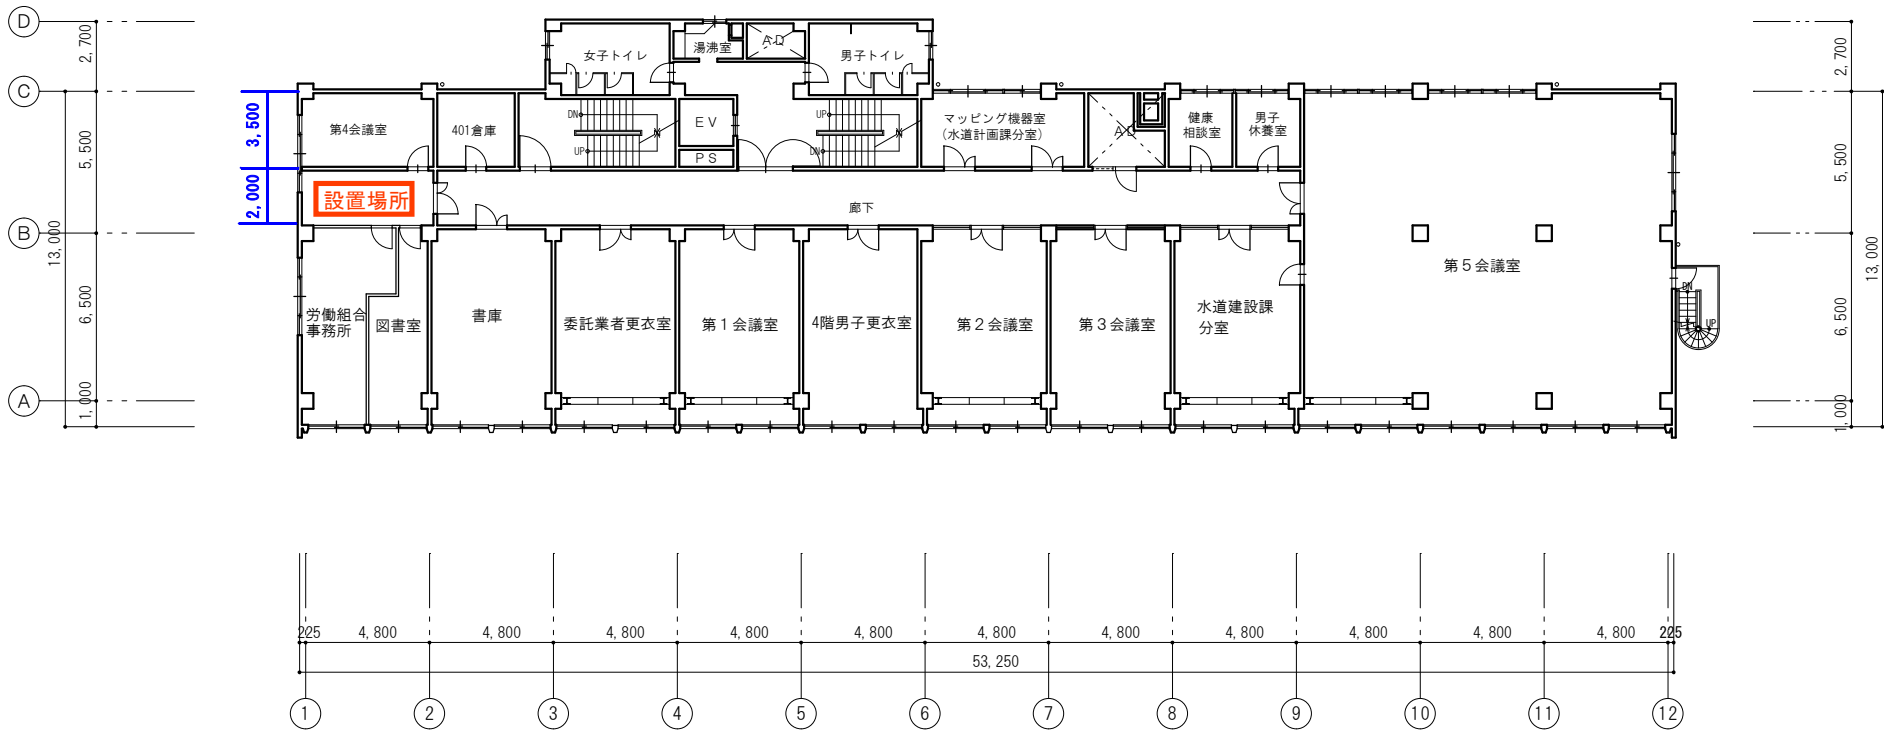 D
2,700
2,700
女子トイレ
湯沸室
AD
男子トイレ
C
3,500
5,500
第4会議室
401倉庫
DN
UP
EV
PS
UP
DN
マッピング機器室
(水道計画課分室)
AD
健康
相談室
男子
休養室
5,500
2,000
設置場所
廊下
B
13,000
13,000
第5会議室
6,500
労働組合
事務所
図書室
書庫
委託業者更衣室
第1会議室
4階男子更衣室
第2会議室
第3会議室
水道建設課
分室
DN
UP
6,500
A
1,000
1,000
225
4,800
4,800
4,800
4,800
4,800
4,800
4,800
4,800
4,800
4,800
4,800
225
53,250
1
2
3
4
5
6
7
8
9
10
11
12